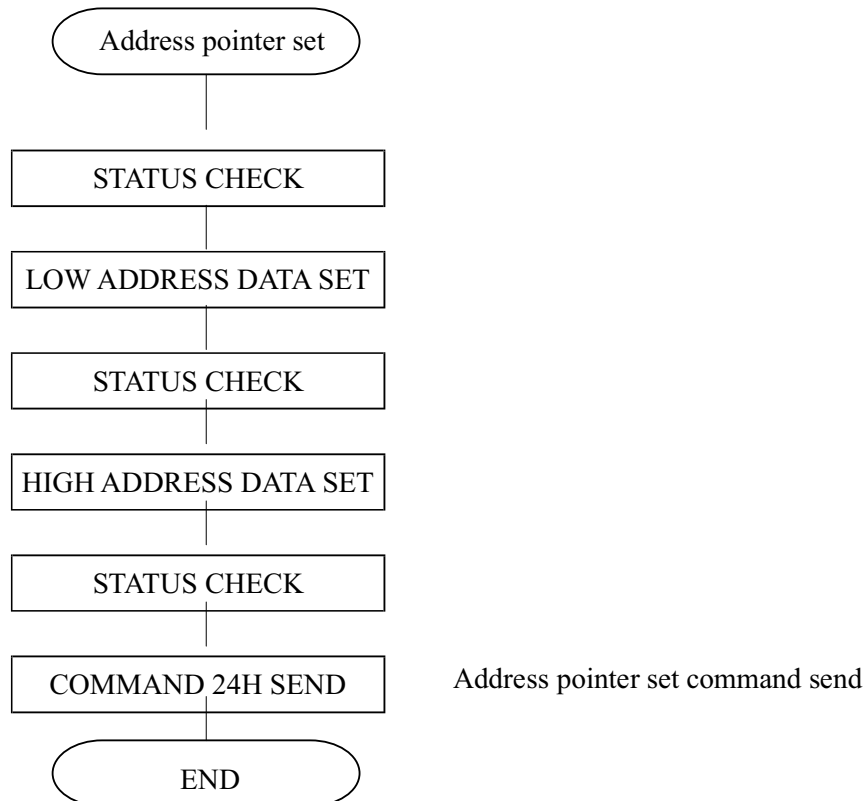 Address pointer set
STATUS CHECK
LOW ADDRESS DATA SET
STATUS CHECK
HIGH ADDRESS DATA SET
STATUS CHECK
COMMAND 24H SEND
Address pointer set command send
END